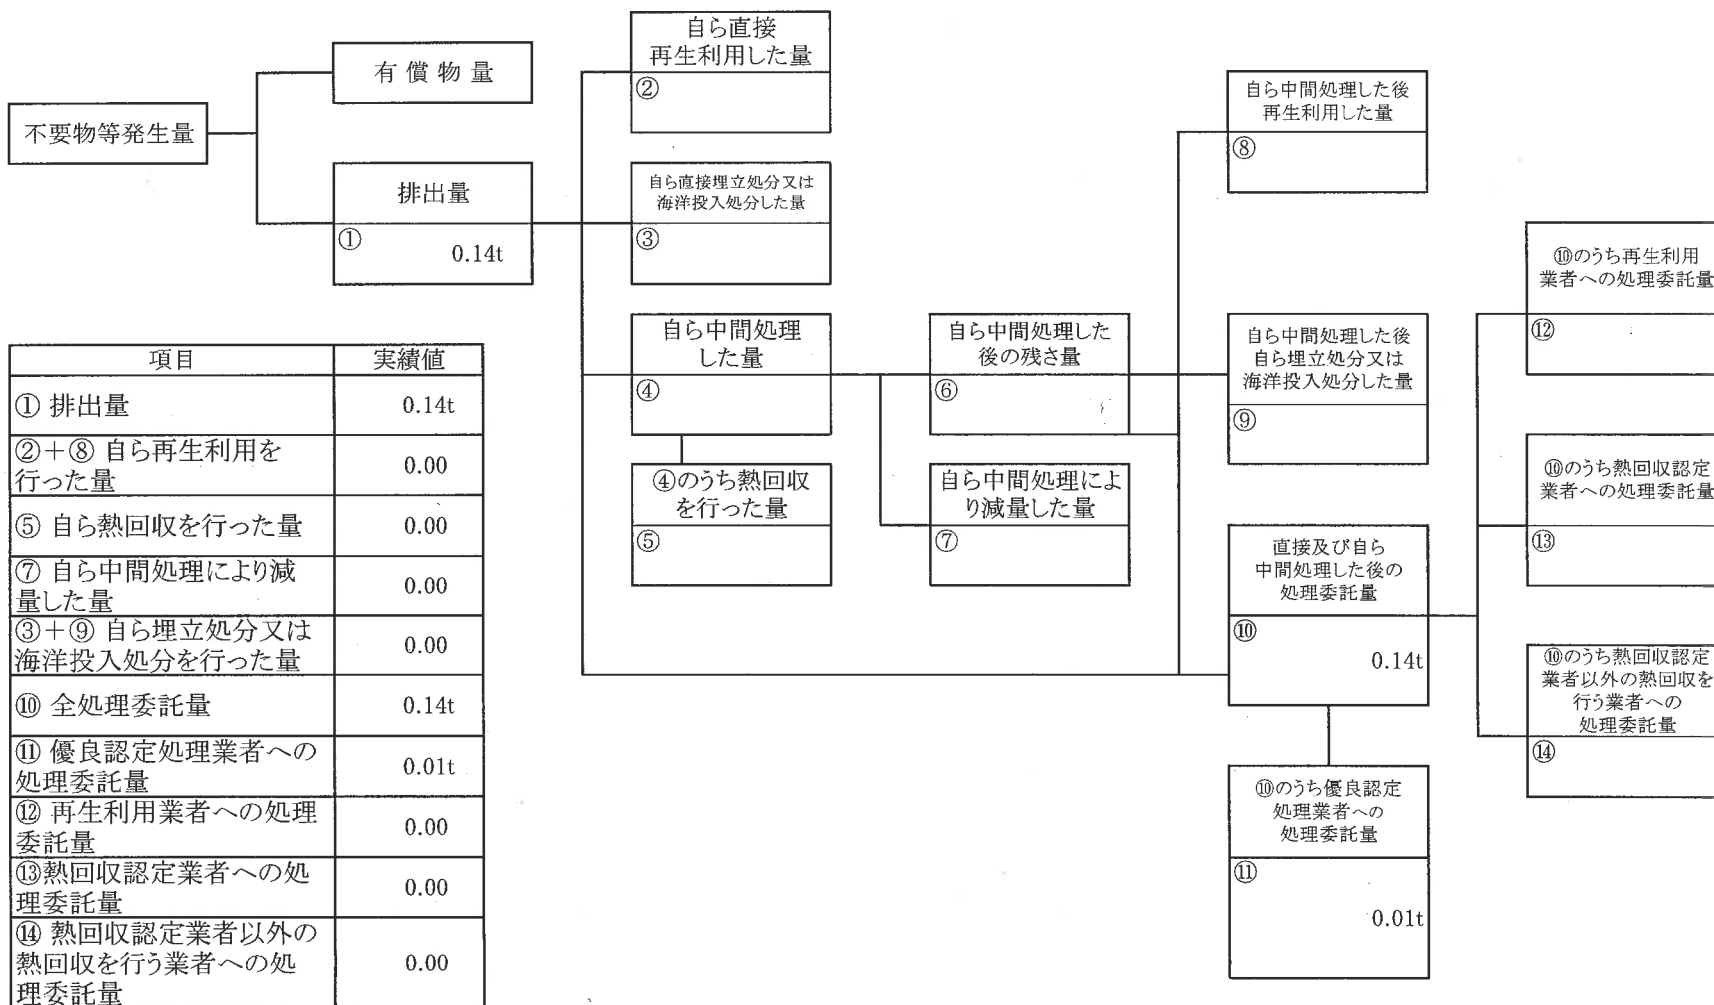 不要物等発生量
有償物量
排出量
①
0.14t
自ら直接
再生利用した量
②
自ら直接埋立処分又は
海洋投入処分した量
③
自ら中間処理
した量
④
④のうち熱回収
を行った量
⑤
自ら中間処理した
後の残さ量
⑥
自ら中間処理によ
り減量した量
⑦
自ら中間処理した後
再生利用した量
⑧
自ら中間処理した後
自ら埋立処分又は
海洋投入処分した量
⑨
直接及び自ら
中間処理した後の
処理委託量
⑩
0.14t
⑩のうち優良認定
処理業者への
処理委託量
⑪
0.01t
⑩のうち再生利用
業者への処理委託量
⑫
⑩のうち熱回収認定
業者への処理委託量
⑬
⑩のうち熱回収認定
業者以外の熱回収を
行う業者への
処理委託量
⑭
項目 実績値
① 排出量 0.14t
②+⑧ 自ら再生利用を
行った量 0.00
⑤ 自ら熱回収を行った量 0.00
⑦ 自ら中間処理により減
量した量 0.00
③+⑨ 自ら埋立処分又は
海洋投入処分を行った量 0.00
⑩ 全処理委託量 0.14t
⑪ 優良認定処理業者への
処理委託量 0.01t
⑫ 再生利用業者への処理
委託量 0.00
⑬熱回収認定業者への処
理委託量 0.00
⑭ 熱回収認定業者以外の
熱回収を行う業者への処
理委託量 0.00